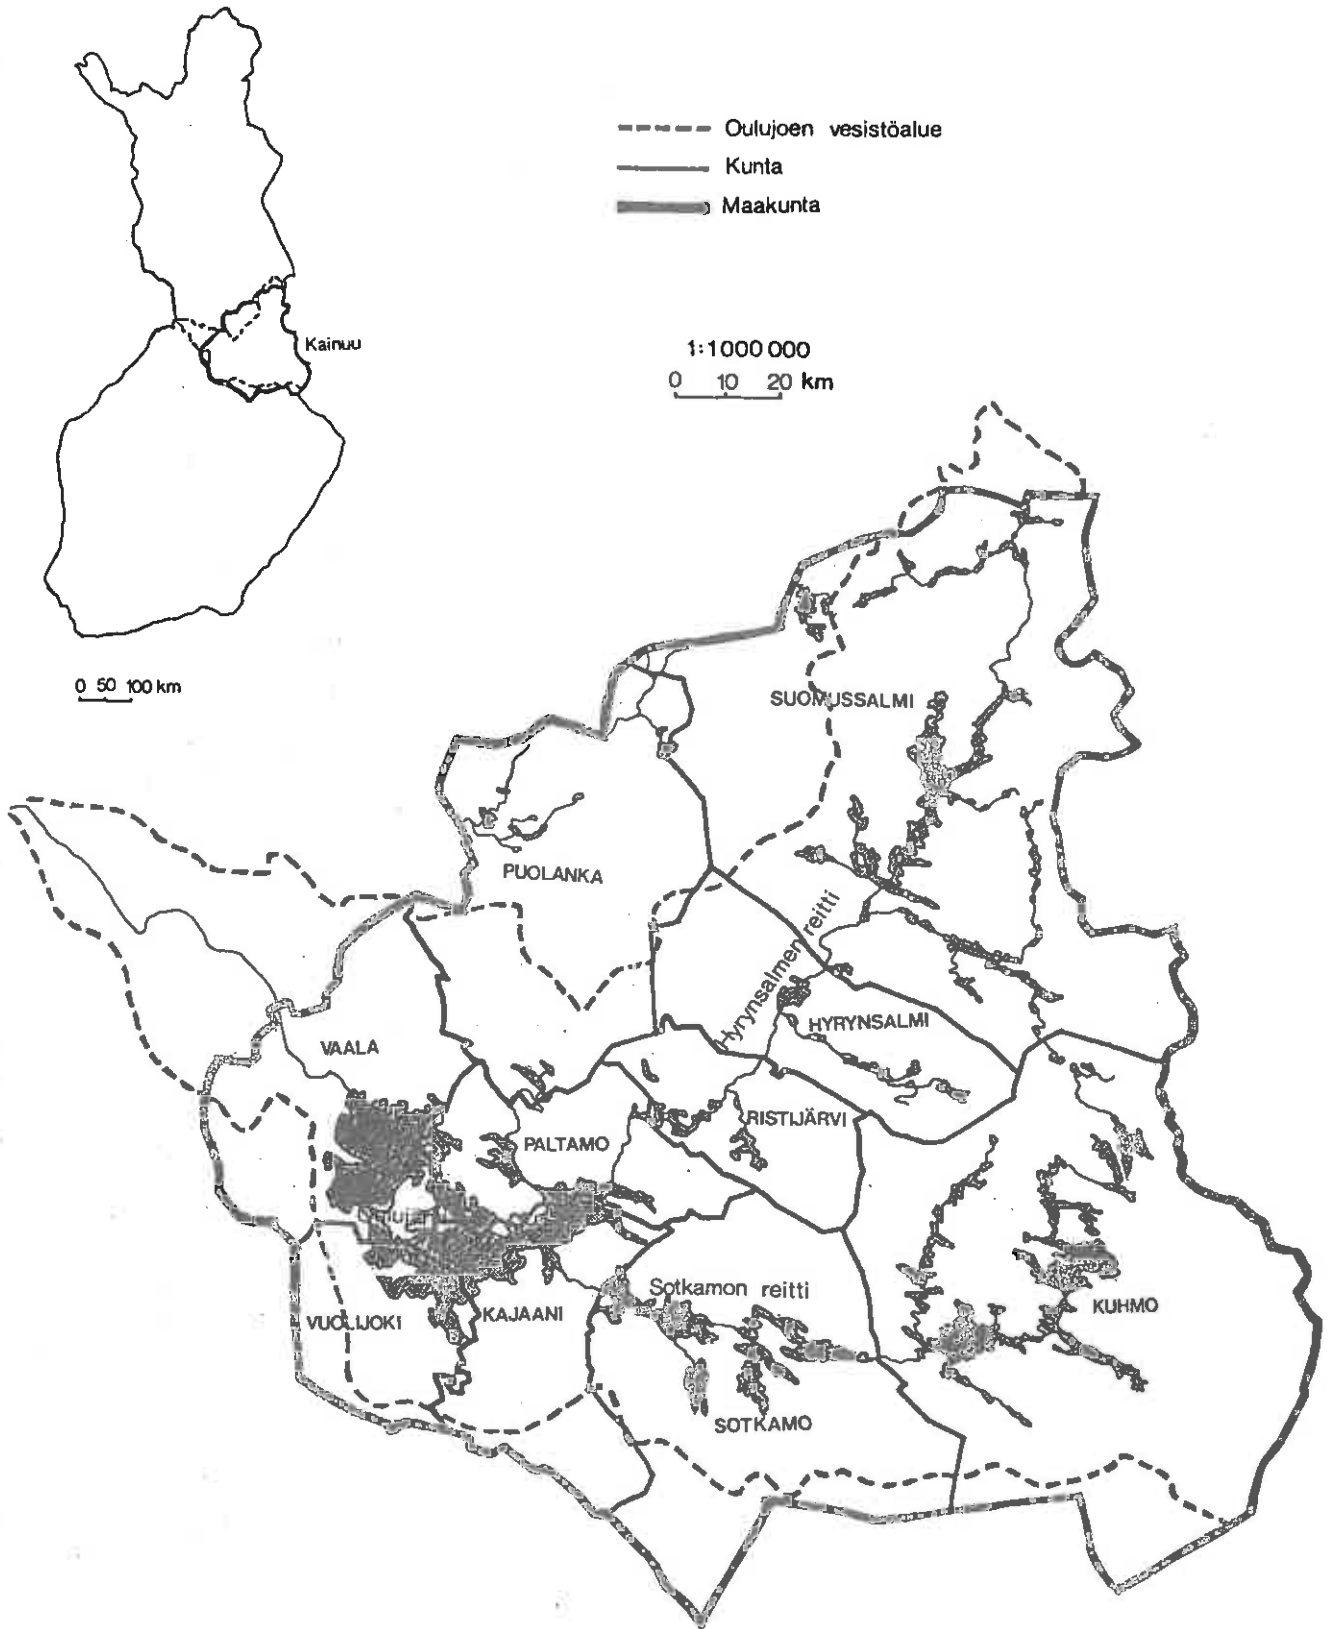 Oulujoen vesistöalue
Kunta
Maakunta
Kainuu
1:1000 000
0 10 20 km
0 50 100 km
SUOMUSSALMI
PUOLANKA
Hyrynsalmen reitti
HYRYNSALMI
VAALA
RISTIJÄRVI
PALTAMO
Sotkamon reitti
KUHMO
VUOLIJOKI
KAJAANI
SOTKAMO